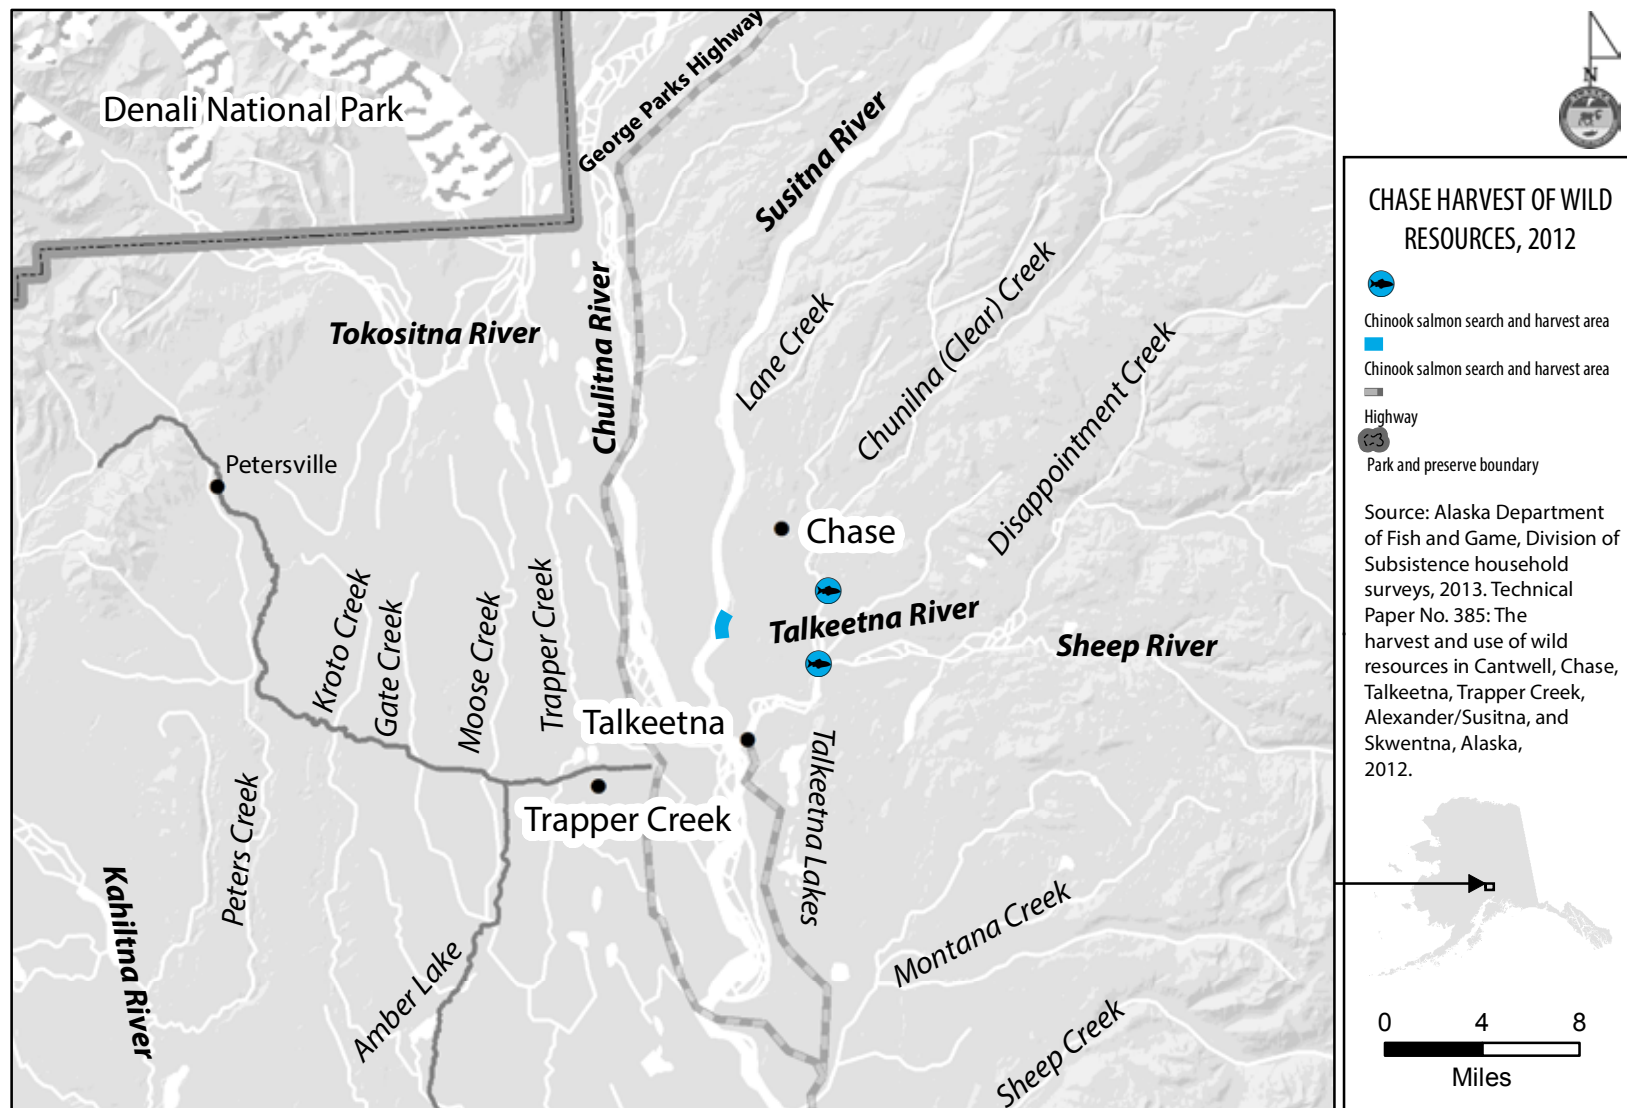 Denali National Park
George Parks Highway
Susitna River
Tokositna River
Chulitna River
Lane Creek
Chunilna (Clear) Creek
Disappointment Creek
Petersville
Chase
Talkeetna River
Sheep River
Kroto Creek
Gate Creek
Moose Creek
Trapper Creek
Talkeetna
Trapper Creek
Talkeetna Lakes
Peters Creek
Kahiltna River
Amber Lake
Montana Creek
Sheep Creek
N
CHASE HARVEST OF WILD
RESOURCES, 2012
Chinook salmon search and harvest area
Chinook salmon search and harvest area
Highway
Park and preserve boundary
Source: Alaska Department
of Fish and Game, Division of
Subsistence household
surveys, 2013. Technical
Paper No. 385: The
harvest and use of wild
resources in Cantwell, Chase,
Talkeetna, Trapper Creek,
Alexander/Susitna, and
Skwentna, Alaska,
2012.
0 4 8
Miles